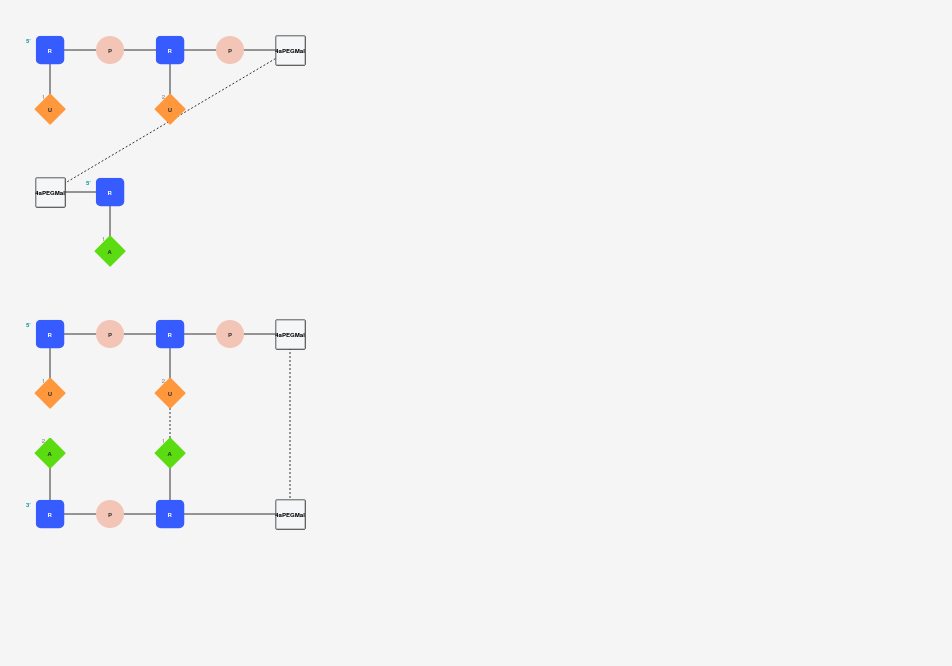 5'
R P R P 4aPEGMal
1 2
U U
5'
4aPEGMal R
1
A
5'
R P R P 4aPEGMal
1 2
U U
2 1
A A
3'
R P R 4aPEGMal